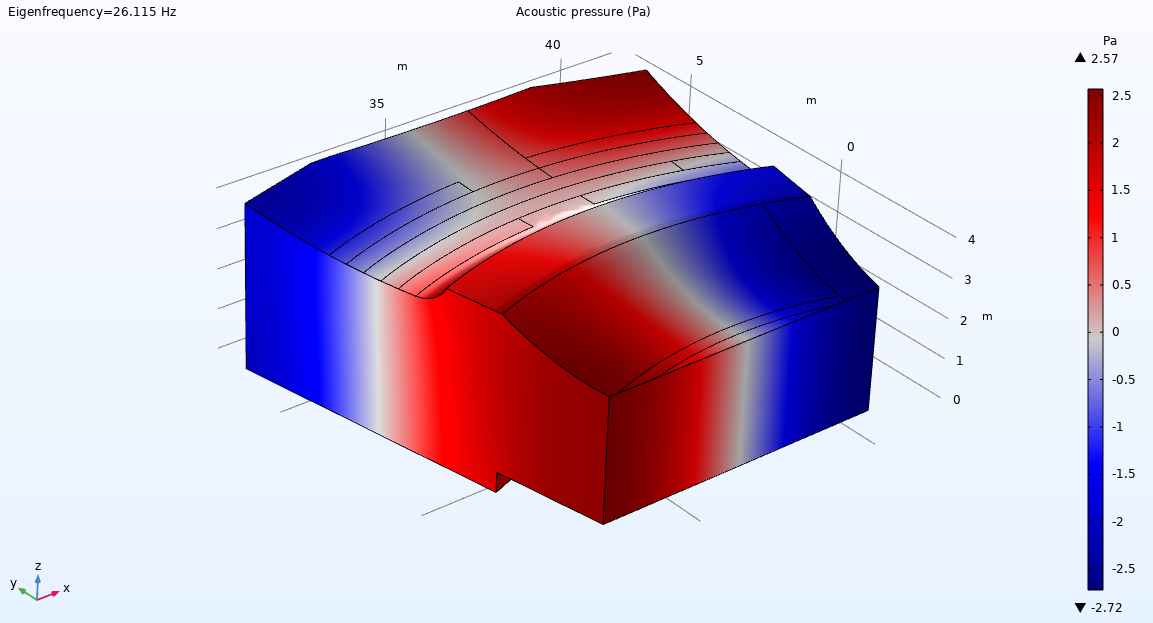 Eigenfrequency=26.115 Hz
Acoustic pressure (Pa)
Pa
▲ 2.57
40
m
5
35
m
0
4
3
2
m
1
0
2.5
2
1.5
1
0.5
0
-0.5
-1
-1.5
-2
-2.5
▼ -2.72
z
y
x